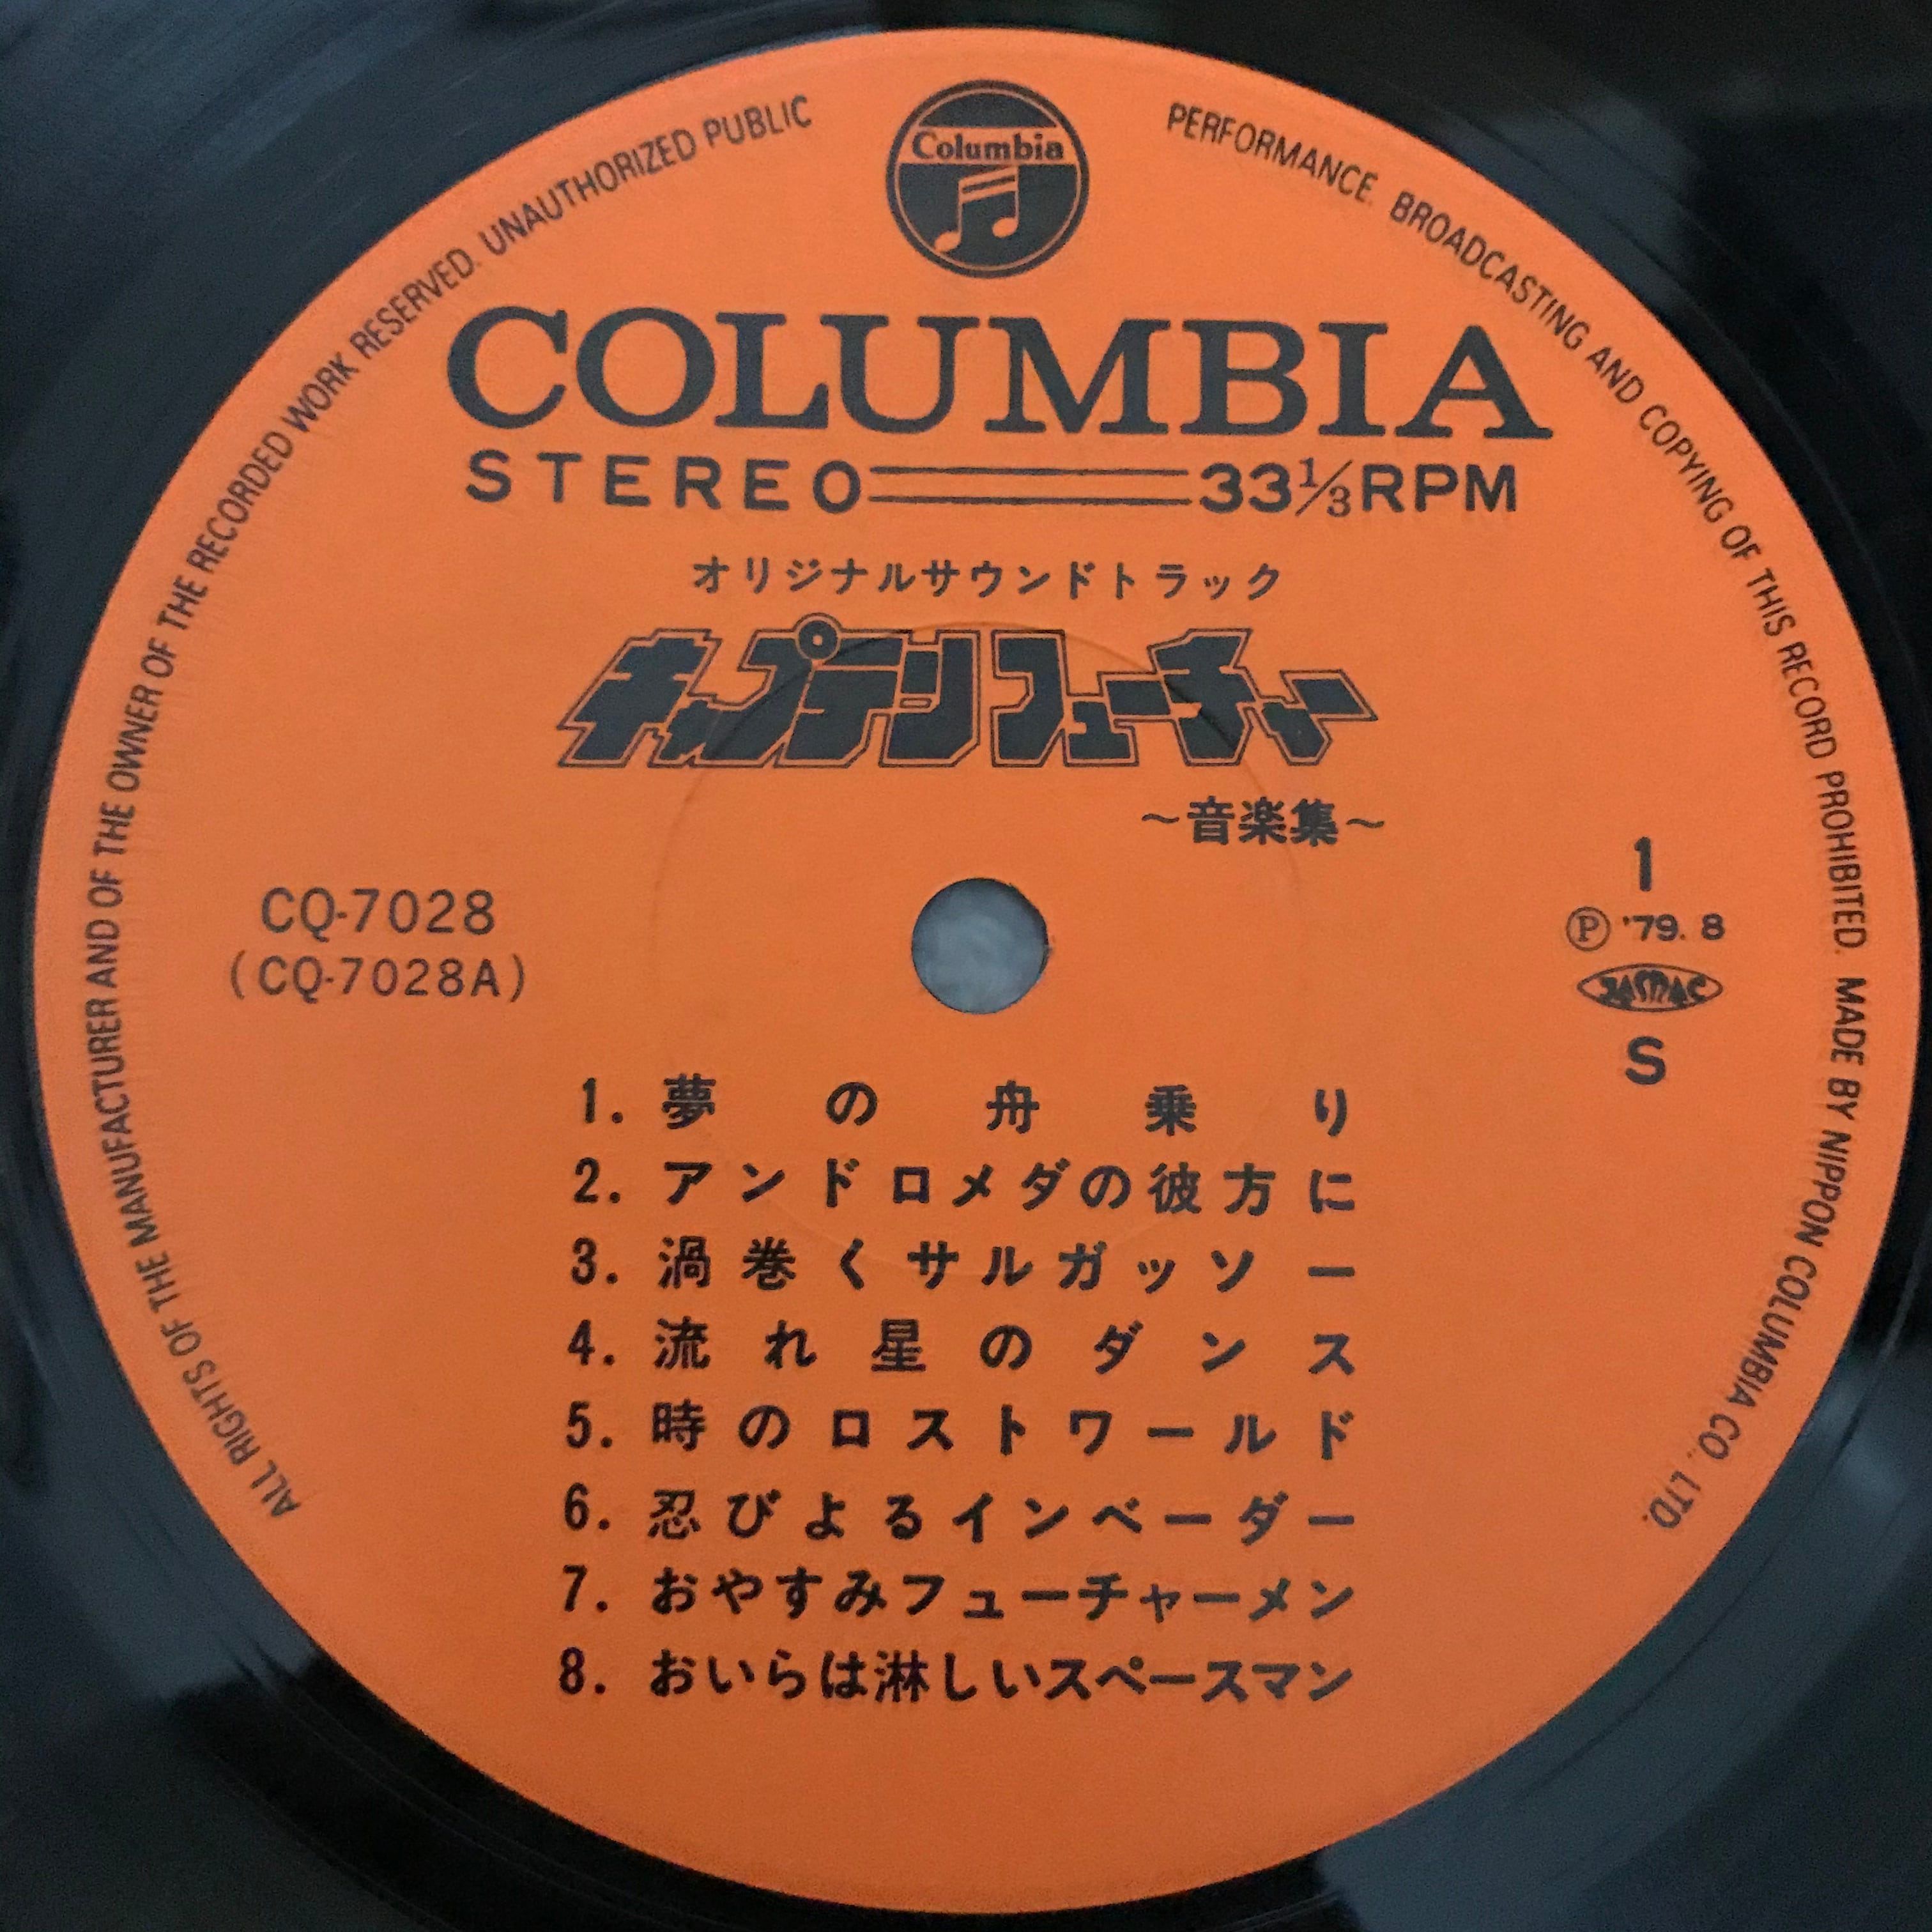 ALL RIGHTS OF THE MANUFACTURER AND OF THE OWNER OF THE RECORDED WORK RESERVED. UNAUTHORIZED PUBLIC PERFORMANCE. BROADCASTING AND COPYING OF THIS RECORD PROHIBITED. MADE BY NIPPON COLUMBIA CO., LTD.
Columbia
COLUMBIA
STEREO 33⅓RPM
オリジナルサウンドトラック
キャプテンフューチャー
〜音楽集〜
CQ-7028
(CQ-7028A)
1
Ⓟ '79. 8
JASRAC
S
1. 夢の舟乗り
2. アンドロメダの彼方に
3. 渦巻くサルガッソー
4. 流れ星のダンス
5. 時のロストワールド
6. 忍びよるインベーダー
7. おやすみフューチャーメン
8. おいらは淋しいスペースマン